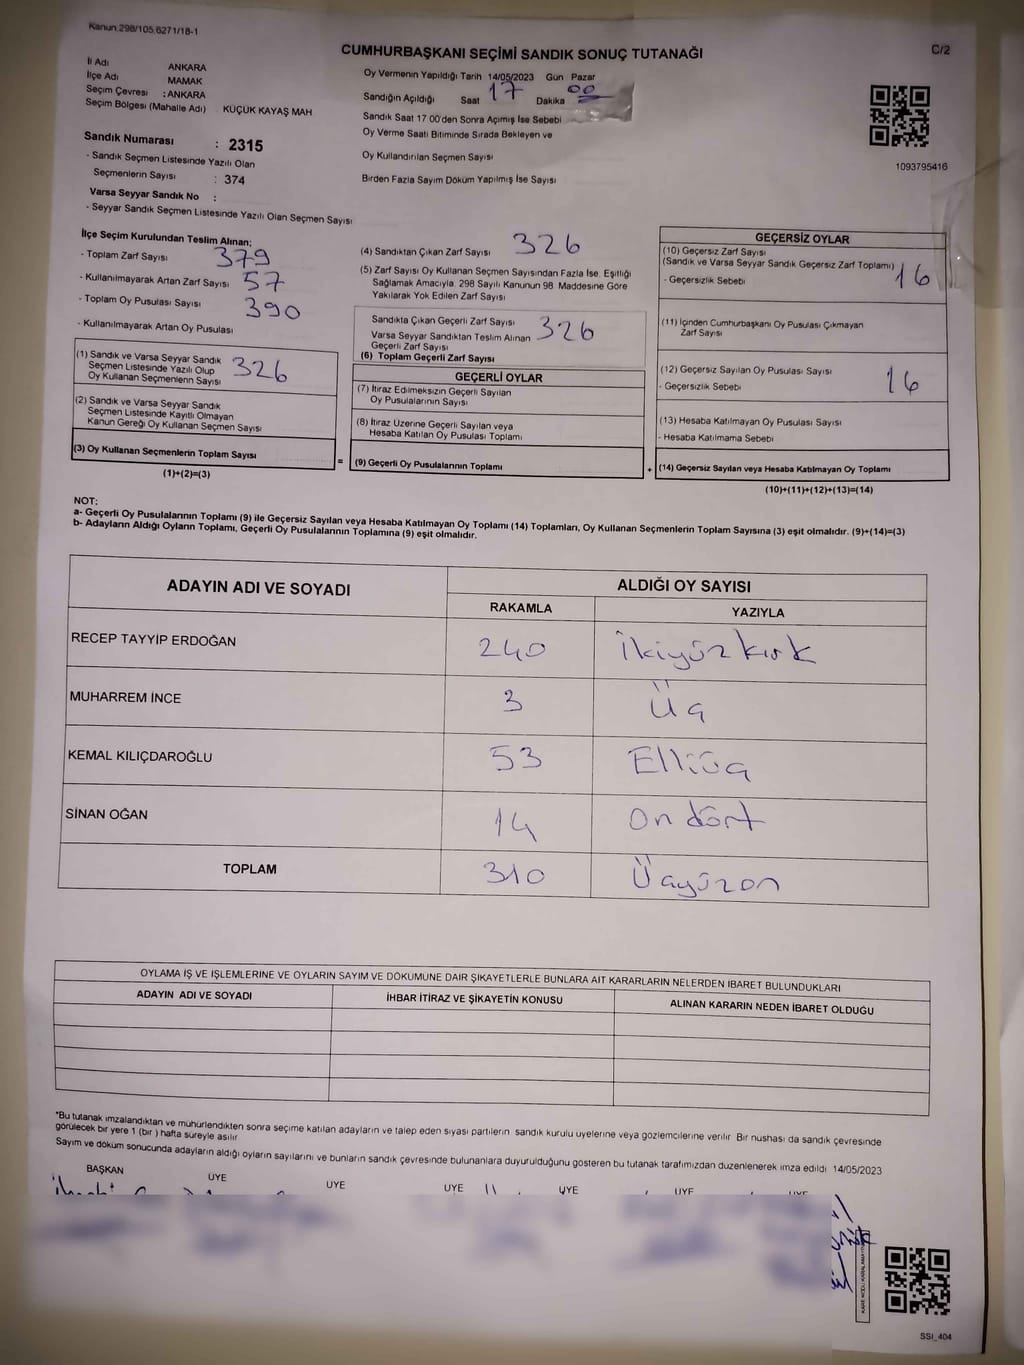 Kanun 298/105.6271/18-1
C/2
CUMHURBAŞKANI SEÇİMİ SANDIK SONUÇ TUTANAĞI
İl Adı ANKARA
İlçe Adı MAMAK
Seçim Çevresi : ANKARA
Seçim Bölgesi (Mahalle Adı) KÜÇÜK KAYAŞ MAH
Sandık Numarası : 2315
- Sandık Seçmen Listesinde Yazılı Olan
Seçmenlerin Sayısı : 374
Varsa Seyyar Sandık No :
- Seyyar Sandık Seçmen Listesinde Yazılı Olan Seçmen Sayısı
Oy Vermenin Yapıldığı Tarih 14/05/2023 Gün Pazar
Sandığın Açıldığı Saat 17 Dakika 00
Sandık Saat 17 00'den Sonra Açımış İse Sebebi
Oy Verme Saati Bitiminde Sırada Bekleyen ve
Oy Kullandırılan Seçmen Sayısı
Birden Fazla Sayım Döküm Yapılmış İse Sayısı
1093795416
İlçe Seçim Kurulundan Teslim Alınan;
- Toplam Zarf Sayısı 379
- Kullanılmayarak Artan Zarf Sayısı 57
- Toplam Oy Pusulası Sayısı 390
- Kullanılmayarak Artan Oy Pusulası
(1) Sandık ve Varsa Seyyar Sandık
Seçmen Listesinde Yazılı Olup
Oy Kullanan Seçmenlerin Sayısı 326
(2) Sandık ve Varsa Seyyar Sandık
Seçmen Listesinde Kayıtlı Olmayan
Kanun Gereği Oy Kullanan Seçmen Sayısı
(3) Oy Kullanan Seçmenlerin Toplam Sayısı
(1)+(2)=(3)
(4) Sandıktan Çıkan Zarf Sayısı 326
(5) Zarf Sayısı Oy Kullanan Seçmen Sayısından Fazla İse, Eşitliği
Sağlamak Amacıyla, 298 Sayılı Kanunun 98. Maddesine Göre
Yakılarak Yok Edilen Zarf Sayısı
Sandıkta Çıkan Geçerli Zarf Sayısı 326
Varsa Seyyar Sandıktan Teslim Alınan
Geçerli Zarf Sayısı
(6) Toplam Geçerli Zarf Sayısı
GEÇERLİ OYLAR
(7) İtiraz Edilmeksizin Geçerli Sayılan
Oy Pusulalarının Sayısı
(8) İtiraz Üzerine Geçerli Sayılan veya
Hesaba Katılan Oy Pusulası Toplamı
= (9) Geçerli Oy Pusulalarının Toplamı
GEÇERSİZ OYLAR
(10) Geçersiz Zarf Sayısı
(Sandık ve Varsa Seyyar Sandık Geçersiz Zarf Toplamı) 16
- Geçersizlik Sebebi
(11) İçinden Cumhurbaşkanı Oy Pusulası Çıkmayan
Zarf Sayısı
(12) Geçersiz Sayılan Oy Pusulası Sayısı 16
- Geçersizlik Sebebi
(13) Hesaba Katılmayan Oy Pusulası Sayısı
- Hesaba Katılmama Sebebi
+ (14) Geçersiz Sayılan veya Hesaba Katılmayan Oy Toplamı
(10)+(11)+(12)+(13)=(14)
NOT:
a- Geçerli Oy Pusulalarının Toplamı (9) ile Geçersiz Sayılan veya Hesaba Katılmayan Oy Toplamı (14) Toplamları, Oy Kullanan Seçmenlerin Toplam Sayısına (3) eşit olmalıdır. (9)+(14)=(3)
b- Adayların Aldığı Oyların Toplamı, Geçerli Oy Pusulalarının Toplamına (9) eşit olmalıdır.
ADAYIN ADI VE SOYADI ALDIĞI OY SAYISI
RAKAMLA YAZIYLA
RECEP TAYYİP ERDOĞAN 240 İkiyüzkırk
MUHARREM İNCE 3 Üç
KEMAL KILIÇDAROĞLU 53 Elliüç
SİNAN OĞAN 14 On dört
TOPLAM 310 Üçyüzon
OYLAMA İŞ VE İŞLEMLERİNE VE OYLARIN SAYIM VE DÖKÜMÜNE DAİR ŞİKAYETLERLE BUNLARA AİT KARARLARIN NELERDEN İBARET BULUNDUKLARI
ADAYIN ADI VE SOYADI İHBAR İTİRAZ VE ŞİKAYETİN KONUSU ALINAN KARARIN NEDEN İBARET OLDUĞU
*Bu tutanak imzalandıktan ve mühürlendikten sonra seçime katılan adayların ve talep eden siyası partilerin sandık kurulu üyelerine veya gözlemcilerine verilir Bir nüshası da sandık çevresinde
görülecek bir yere 1 (bir) hafta süreyle asılır
Sayım ve döküm sonucunda adayların aldığı oyların sayılarını ve bunların sandık çevresinde bulunanlara duyurulduğunu gösteren bu tutanak tarafımızdan düzenlenerek imza edildi 14/05/2023
BAŞKAN ÜYE ÜYE ÜYE ÜYE ÜYE ÜYE
SSI_404